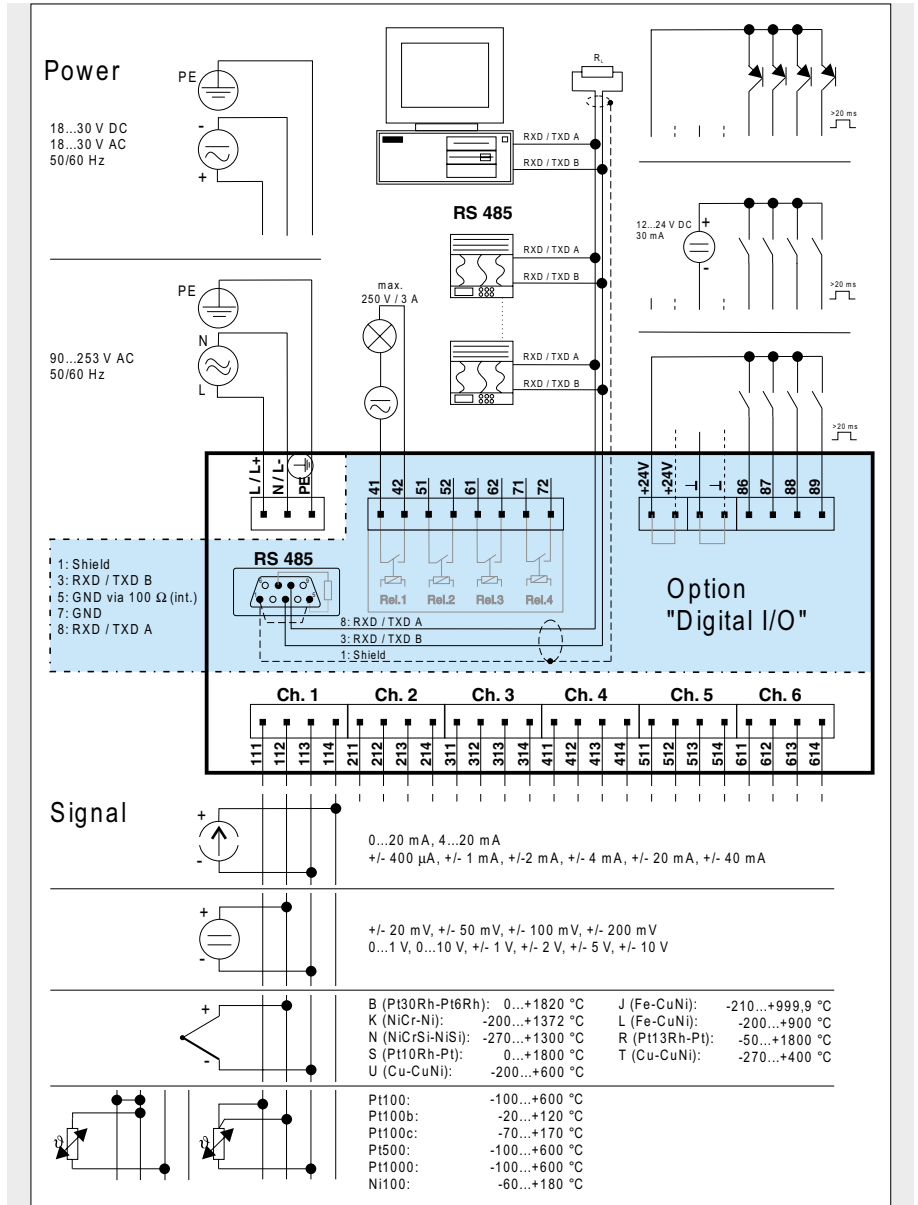 Power
PE
18...30 V DC
18...30 V AC
50/60 Hz
-
+
R L
RXD / TXD A
RXD / TXD B
>20 ms
RS 485
12...24 V DC
30 mA
+
-
>20 ms
RXD / TXD A
RXD / TXD B
PE
N
L
90...253 V AC
50/60 Hz
max.
250 V / 3 A
RXD / TXD A
RXD / TXD B
>20 ms
L / L+
N / L-
PE
41
42
51
52
61
62
71
72
+24V
+24V
86
87
88
89
1: Shield
3: RXD / TXD B
5: GND via 100 Ω (int.)
7: GND
8: RXD / TXD A
RS 485
Rel.1
Rel.2
Rel.3
Rel.4
Option
"Digital I/O"
8: RXD / TXD A
3: RXD / TXD B
1: Shield
Ch. 1
Ch. 2
Ch. 3
Ch. 4
Ch. 5
Ch. 6
111
112
113
114
211
212
213
214
311
312
313
314
411
412
413
414
511
512
513
514
611
612
613
614
Signal
+
-
0...20 mA, 4...20 mA
+/- 400 µA, +/- 1 mA, +/-2 mA, +/- 4 mA, +/- 20 mA, +/- 40 mA
+
-
+/- 20 mV, +/- 50 mV, +/- 100 mV, +/- 200 mV
0...1 V, 0...10 V, +/- 1 V, +/- 2 V, +/- 5 V, +/- 10 V
+
-
B (Pt30Rh-Pt6Rh): 0...+1820 °C
K (NiCr-Ni): -200...+1372 °C
N (NiCrSi-NiSi): -270...+1300 °C
S (Pt10Rh-Pt): 0...+1800 °C
U (Cu-CuNi): -200...+600 °C
J (Fe-CuNi): -210...+999,9 °C
L (Fe-CuNi): -200...+900 °C
R (Pt13Rh-Pt): -50...+1800 °C
T (Cu-CuNi): -270...+400 °C
ϑ
ϑ
Pt100: -100...+600 °C
Pt100b: -20...+120 °C
Pt100c: -70...+170 °C
Pt500: -100...+600 °C
Pt1000: -100...+600 °C
Ni100: -60...+180 °C